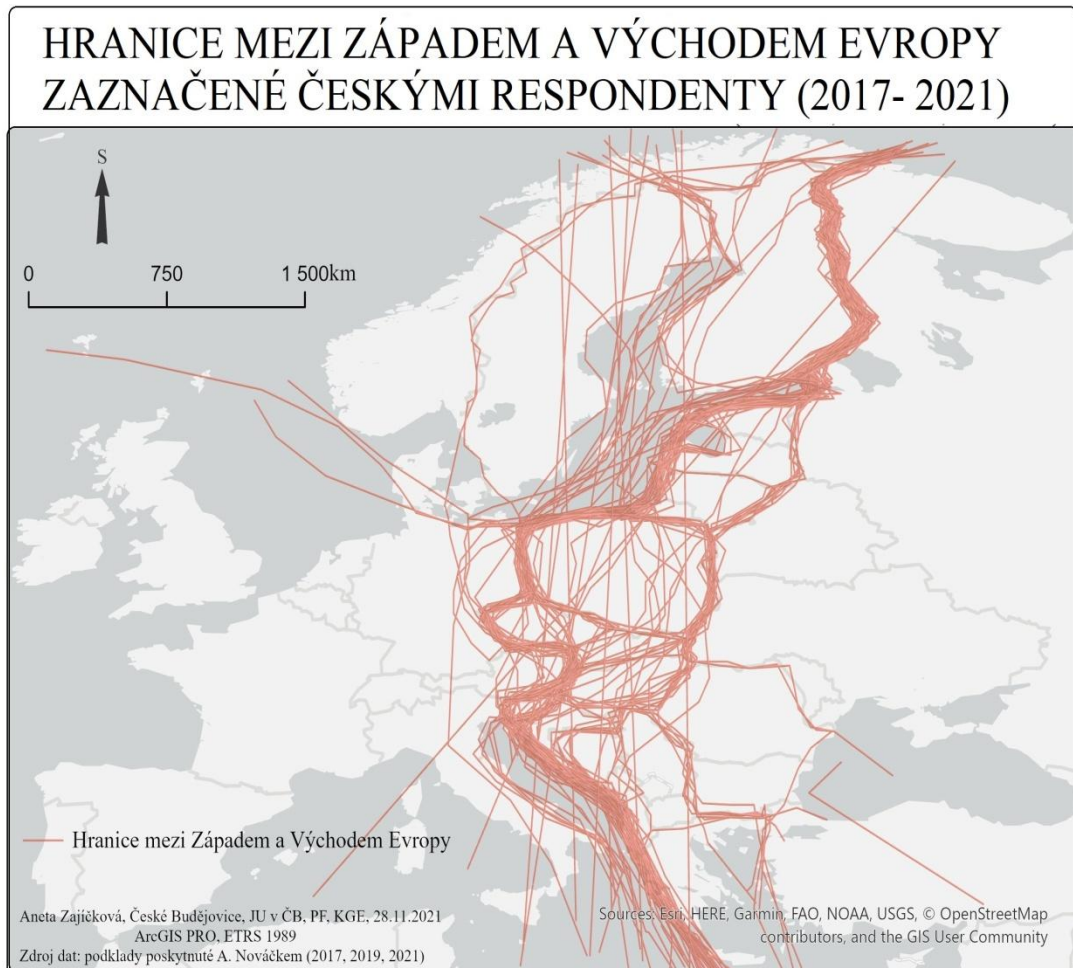 HRANICE MEZI ZÁPADEM A VÝCHODEM EVROPY
ZAZNAČENÉ ČESKÝMI RESPONDENTY (2017- 2021)
S
0 750 1 500km
Hranice mezi Západem a Východem Evropy
Aneta Zajíčková, České Budějovice, JU v ČB, PF, KGE, 28.11.2021
ArcGIS PRO, ETRS 1989
Zdroj dat: podklady poskytnuté A. Nováčkem (2017, 2019, 2021)
Sources: Esri, HERE, Garmin, FAO, NOAA, USGS, © OpenStreetMap
contributors, and the GIS User Community